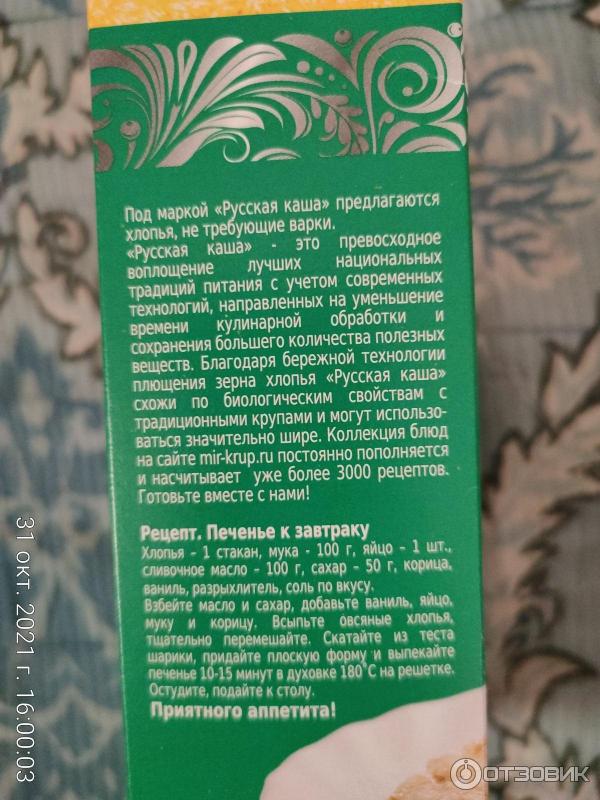 Под маркой «Русская каша» предлагаются
хлопья, не требующие варки.
«Русская каша» - это превосходное
воплощение лучших национальных
традиций питания с учетом современных
технологий, направленных на уменьшение
времени кулинарной обработки и
сохранения большего количества полезных
веществ. Благодаря бережной технологии
плющения зерна хлопья «Русская каша»
схожи по биологическим свойствам с
традиционными крупами и могут использо-
ваться значительно шире. Коллекция блюд
на сайте mir-krup.ru постоянно пополняется
и насчитывает уже более 3000 рецептов.
Готовьте вместе с нами!
Рецепт. Печенье к завтраку
Хлопья - 1 стакан, мука - 100 г, яйцо – 1 шт.,
сливочное масло – 100 г, сахар - 50 г, корица,
ваниль, разрыхлитель, соль по вкусу.
Взбейте масло и сахар, добавьте ваниль, яйцо,
муку и корицу. Всыпьте овсяные хлопья,
тщательно перемешайте. Скатайте из теста
шарики, придайте плоскую форму и выпекайте
печенье 10-15 минут в духовке 180°С на решетке.
Остудите, подайте к столу.
Приятного аппетита!
31 окт. 2021 г. 16:00:03
ОТЗОВИК